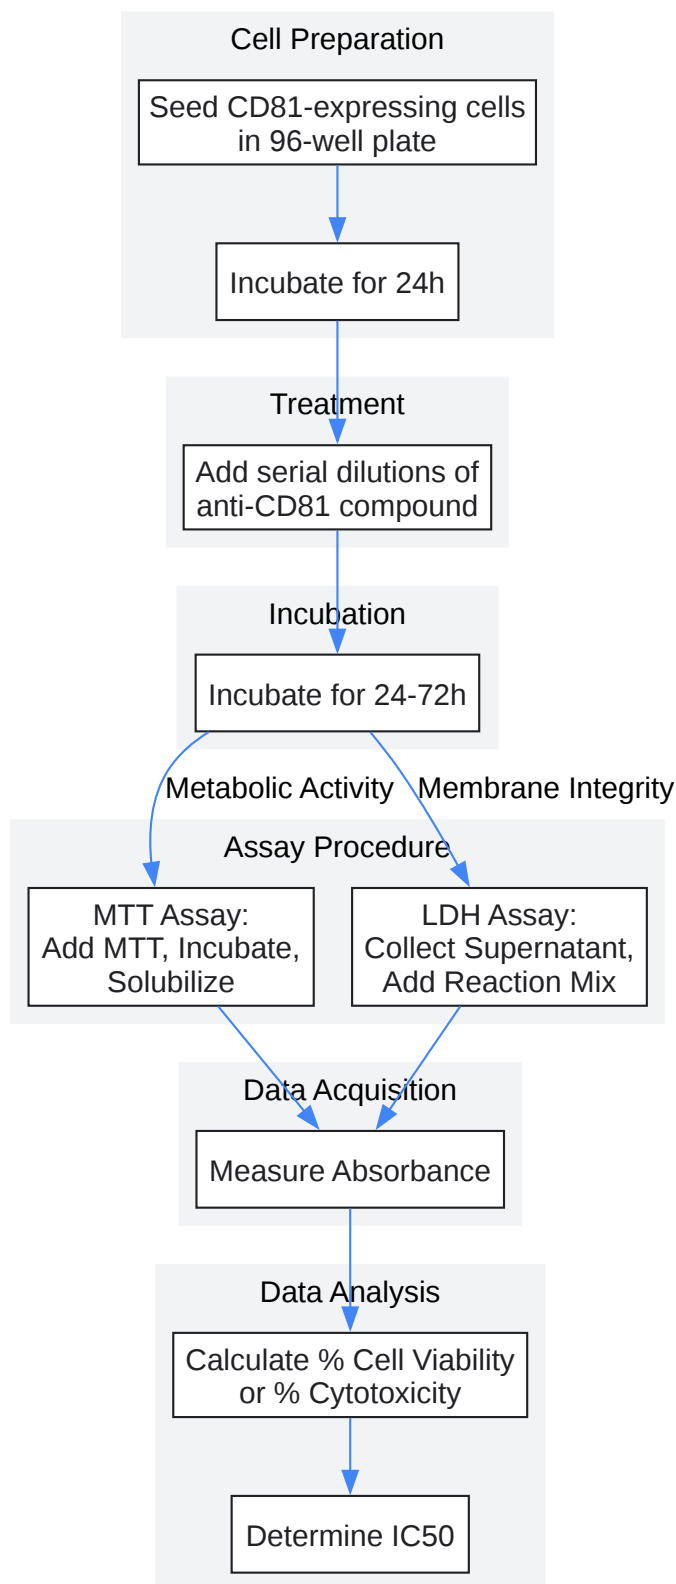 Cell Preparation
Seed CD81-expressing cells
in 96-well plate
Incubate for 24h
Treatment
Add serial dilutions of
anti-CD81 compound
Incubation
Incubate for 24-72h
Metabolic Activity
Membrane Integrity
Assay Procedure
MTT Assay:
Add MTT, Incubate,
Solubilize
LDH Assay:
Collect Supernatant,
Add Reaction Mix
Data Acquisition
Measure Absorbance
Data Analysis
Calculate % Cell Viability
or % Cytotoxicity
Determine IC50